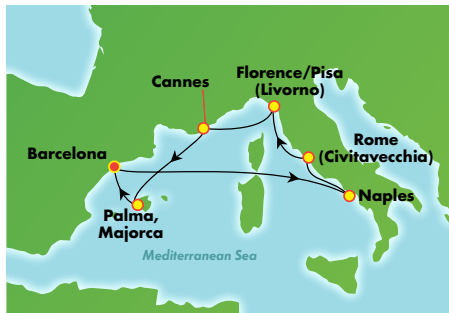 Cannes
Florence/Pisa
(Livorno)
Barcelona
Rome
(Civitavecchia)
Naples
Palma,
Majorca
Mediterranean Sea